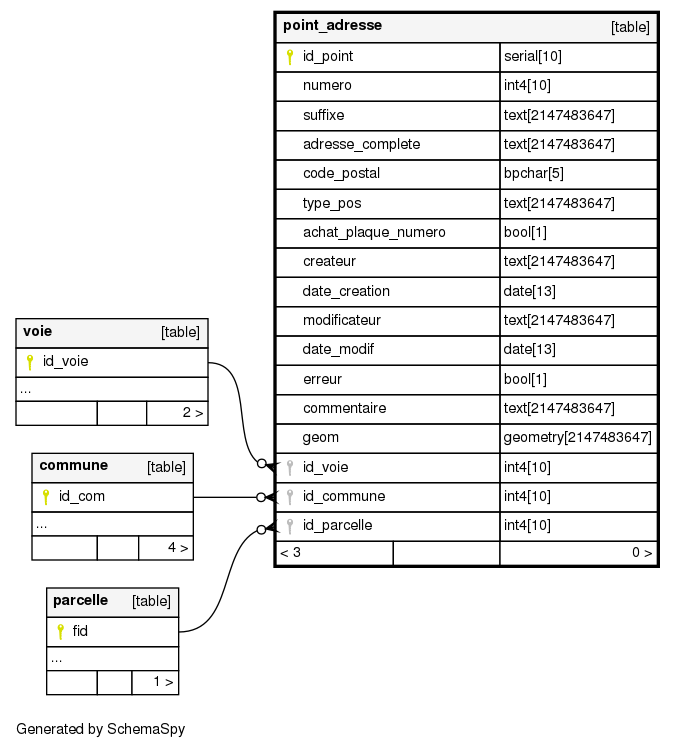 point_adresse [table]
id_point serial[10]
numero int4[10]
suffixe text[2147483647]
adresse_complete text[2147483647]
code_postal bpchar[5]
type_pos text[2147483647]
achat_plaque_numero bool[1]
createur text[2147483647]
date_creation date[13]
modificateur text[2147483647]
date_modif date[13]
erreur bool[1]
commentaire text[2147483647]
geom geometry[2147483647]
id_voie int4[10]
id_commune int4[10]
id_parcelle int4[10]
< 3 0 >
voie [table]
id_voie
...
2 >
commune [table]
id_com
...
4 >
parcelle [table]
fid
...
1 >
Generated by SchemaSpy